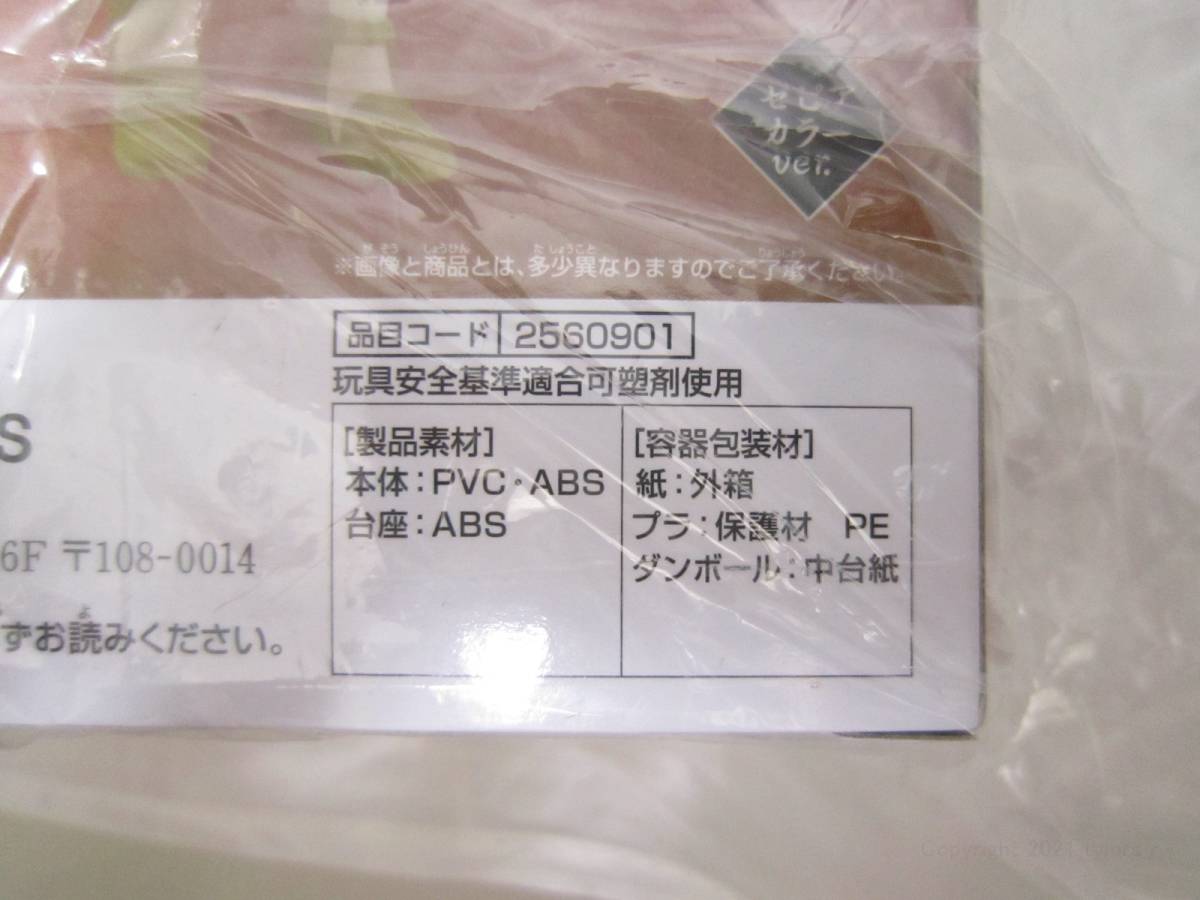 セピア
カラー
ver.
※画像と商品とは、多少異なりますのでご了承ください。
品目コード 2560901
玩具安全基準適合可塑剤使用
[製品素材]
本体：PVC・ABS
台座：ABS
[容器包装材]
紙：外箱
プラ：保護材 PE
ダンボール：中台紙
S
6F 〒108-0014
ずお読みください。